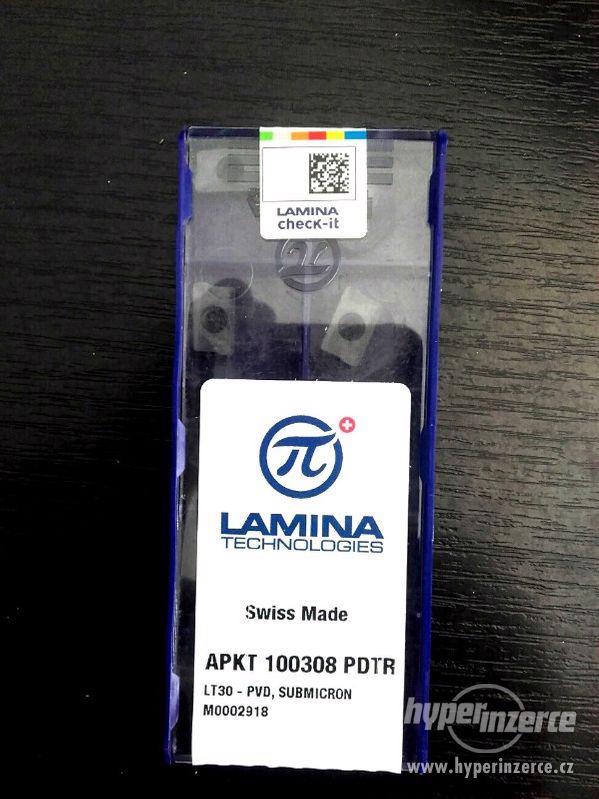 LAMINA
check-it
π
LAMINA
TECHNOLOGIES
Swiss Made
APKT 100308 PDTR
LT30 - PVD, SUBMICRON
M0002918
hyperinzerce
www.hyperinzerce.cz